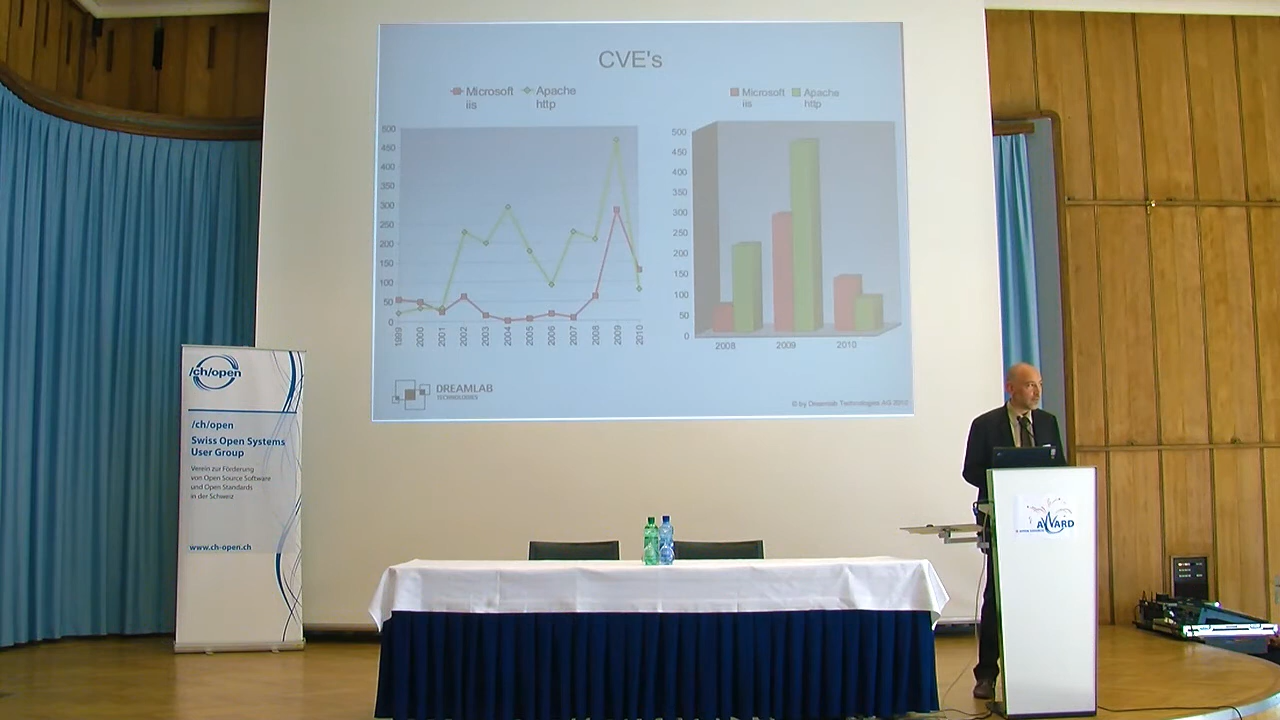 CVE's
Microsoft iis
Apache http
500
450
400
350
300
250
200
150
100
50
0
1999
2000
2001
2002
2003
2004
2005
2006
2007
2008
2009
2010
Microsoft iis
Apache http
500
450
400
350
300
250
200
150
100
50
0
2008
2009
2010
DREAMLAB
TECHNOLOGIES
© by Dreamlab Technologies AG 2010
/ch/open
/ch/open
Swiss Open Systems
User Group
Verein zur Förderung
von Open Source Software
und Open Standards
in der Schweiz
www.ch-open.ch
AWARD